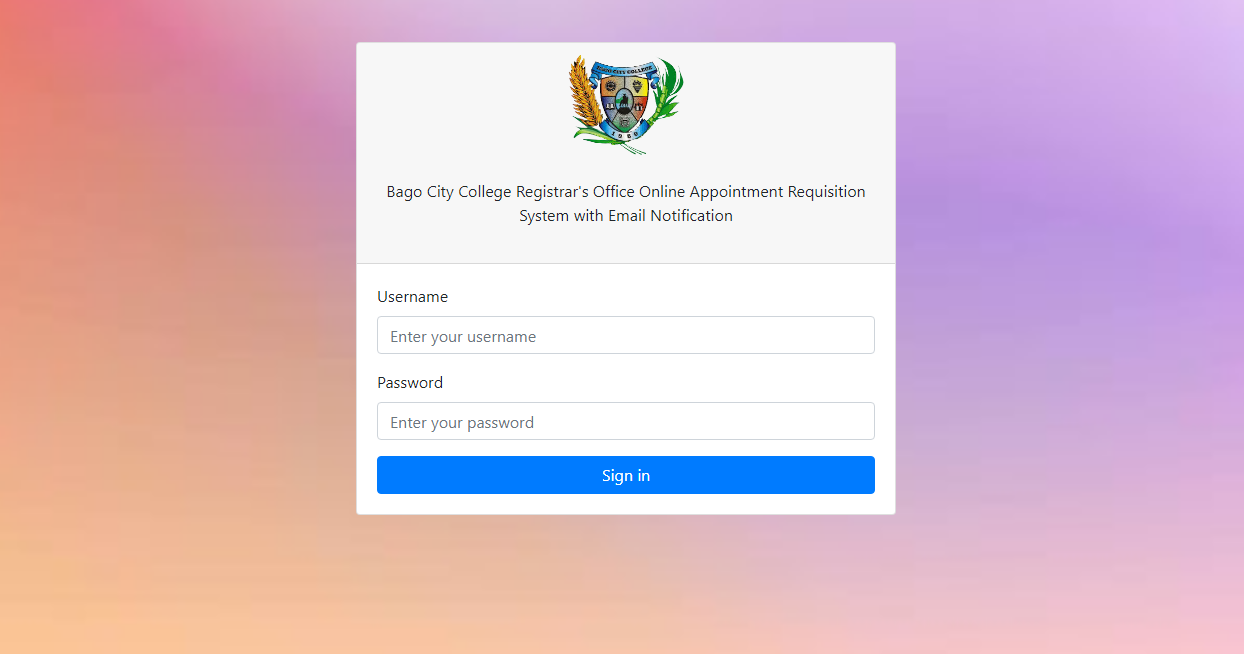 BAGO CITY COLLEGE
1980
Bago City College Registrar's Office Online Appointment Requisition
System with Email Notification
Username
Enter your username
Password
Enter your password
Sign in